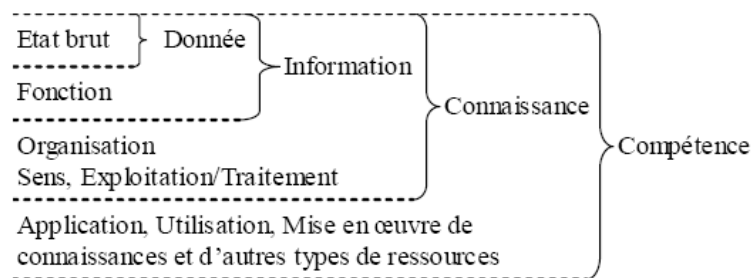 Etat brut
Donnée
Information
Fonction
Connaissance
Organisation
Compétence
Sens, Exploitation/Traitement
Application, Utilisation, Mise en œuvre de
connaissances et d’autres types de ressources